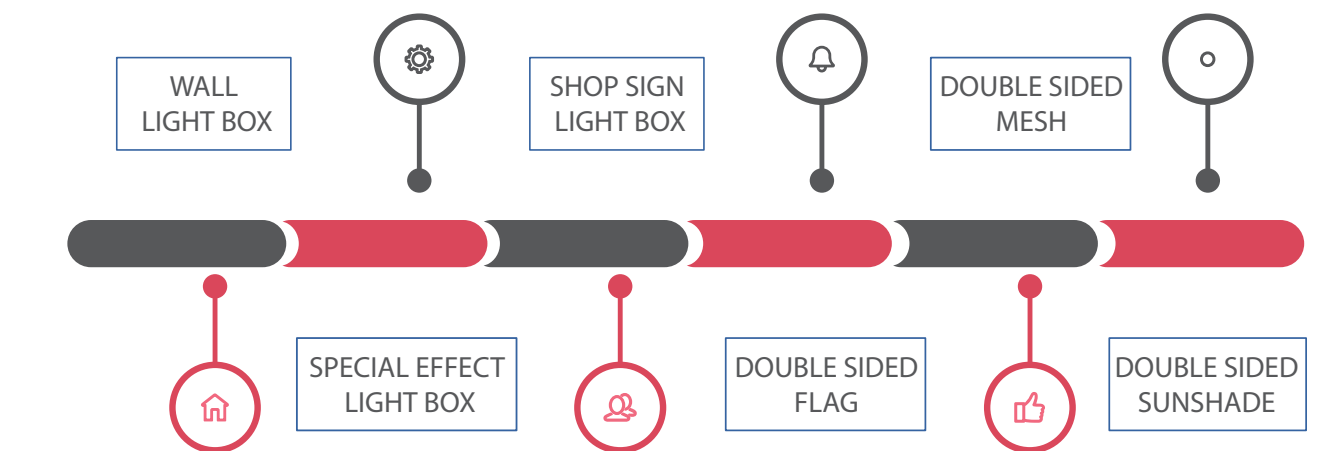 WALL
LIGHT BOX
SHOP SIGN
LIGHT BOX
DOUBLE SIDED
MESH
SPECIAL EFFECT
LIGHT BOX
DOUBLE SIDED
FLAG
DOUBLE SIDED
SUNSHADE